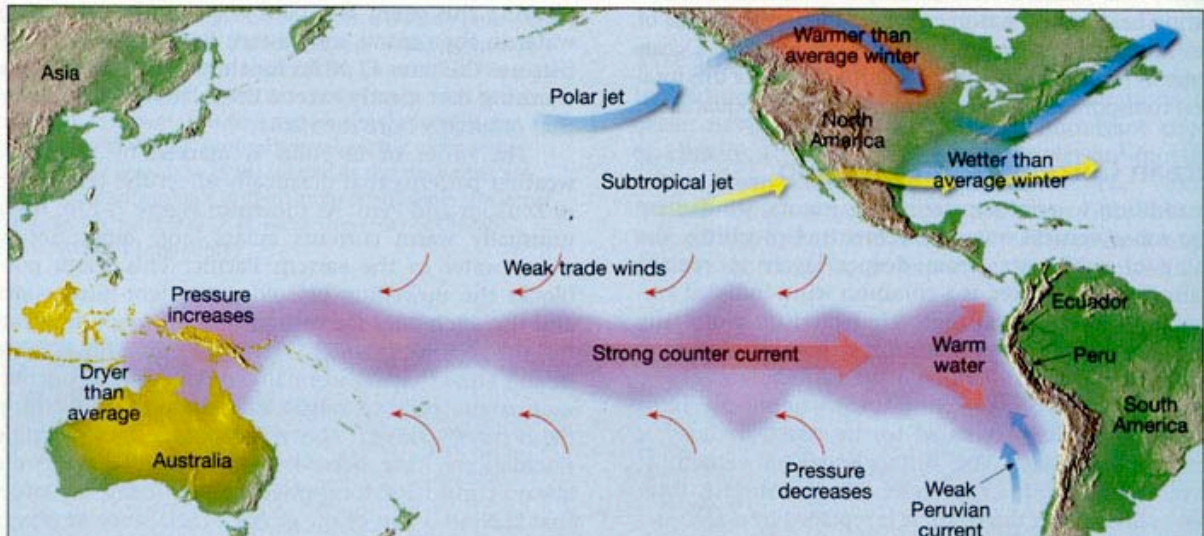 Asia
Polar jet
Warmer than
average winter
North
America
Subtropical jet
Wetter than
average winter
Weak trade winds
Pressure
increases
Ecuador
Strong counter current
Warm
water
Peru
Dryer
than
average
South
America
Australia
Pressure
decreases
Weak
Peruvian
current